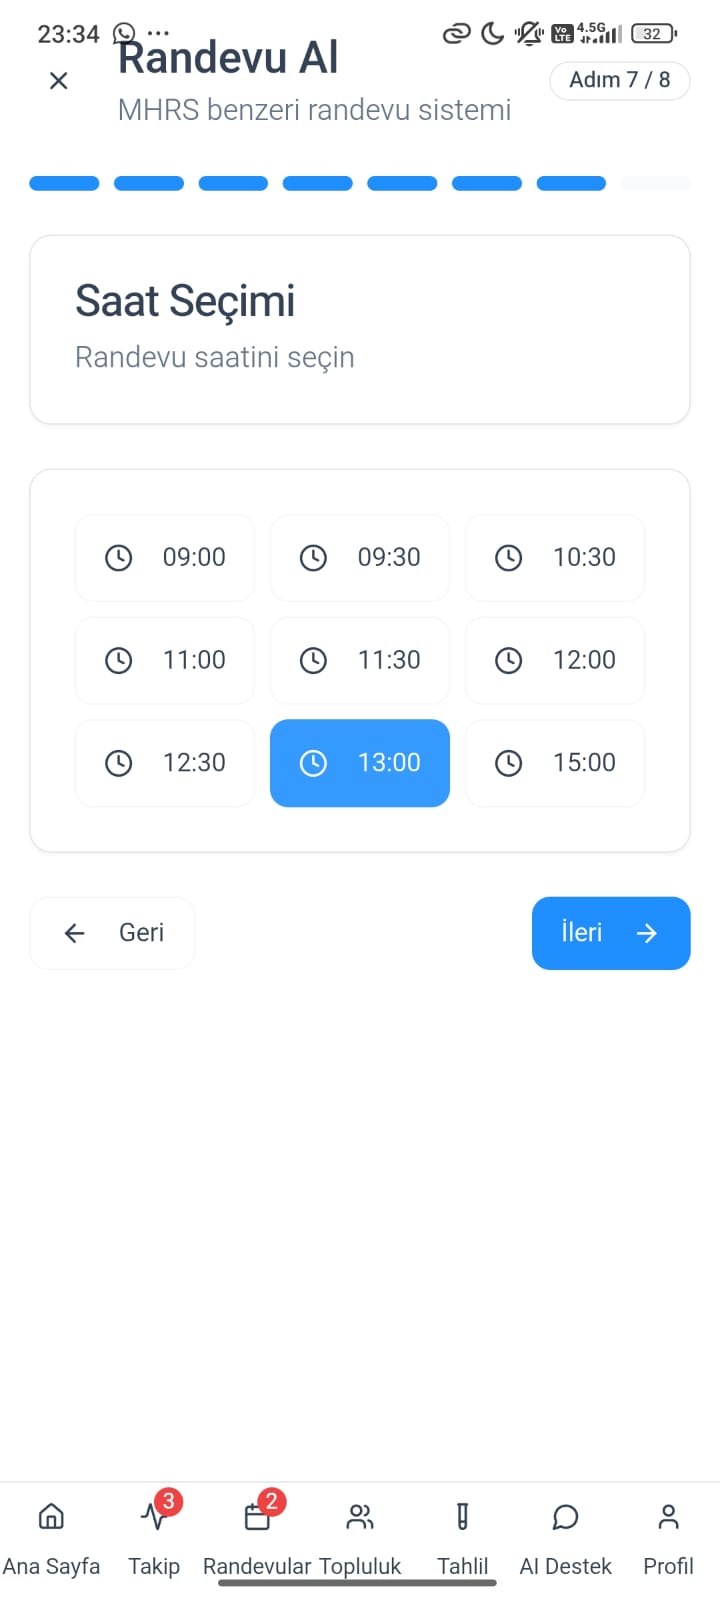 23:34 ... 4.5G 32
Vo LTE
Randevu Al
Adım 7 / 8
MHRS benzeri randevu sistemi
Saat Seçimi
Randevu saatini seçin
09:00 09:30 10:30
11:00 11:30 12:00
12:30 13:00 15:00
Geri İleri
3 2
Ana Sayfa Takip Randevular Topluluk Tahlil AI Destek Profil